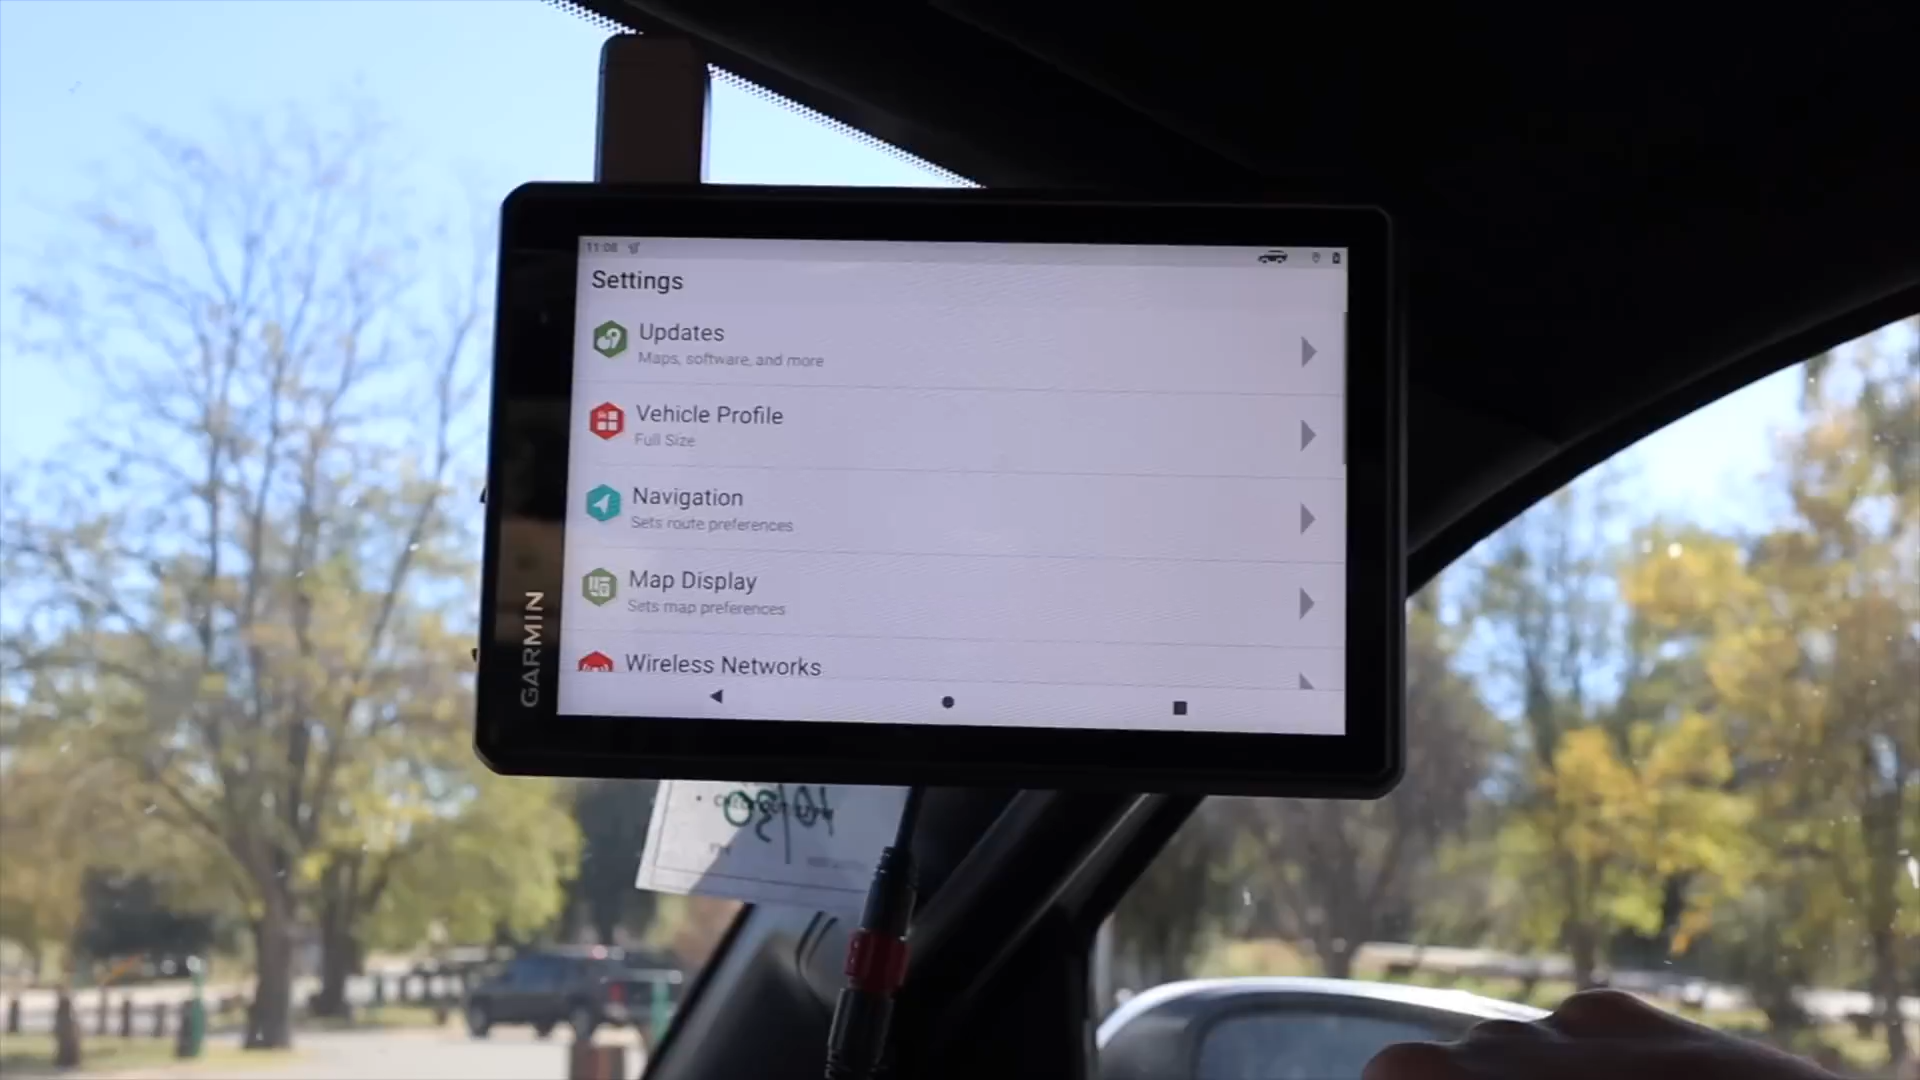 11:08
Settings
Updates
Maps, software, and more
Vehicle Profile
Full Size
Navigation
Sets route preferences
Map Display
Sets map preferences
Wireless Networks
GARMIN
10/30